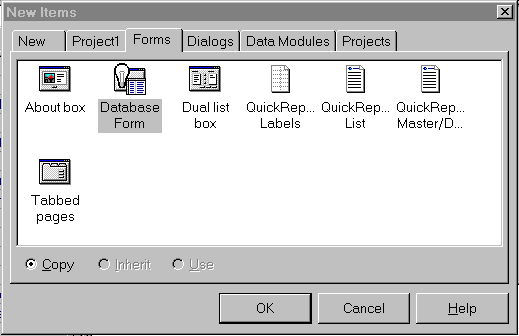 New Items
New Project1 Forms Dialogs Data Modules Projects
About box Database Form Dual list box QuickRep... Labels QuickRep... List QuickRep... Master/D...
Tabbed pages
Copy Inherit Use
OK Cancel Help